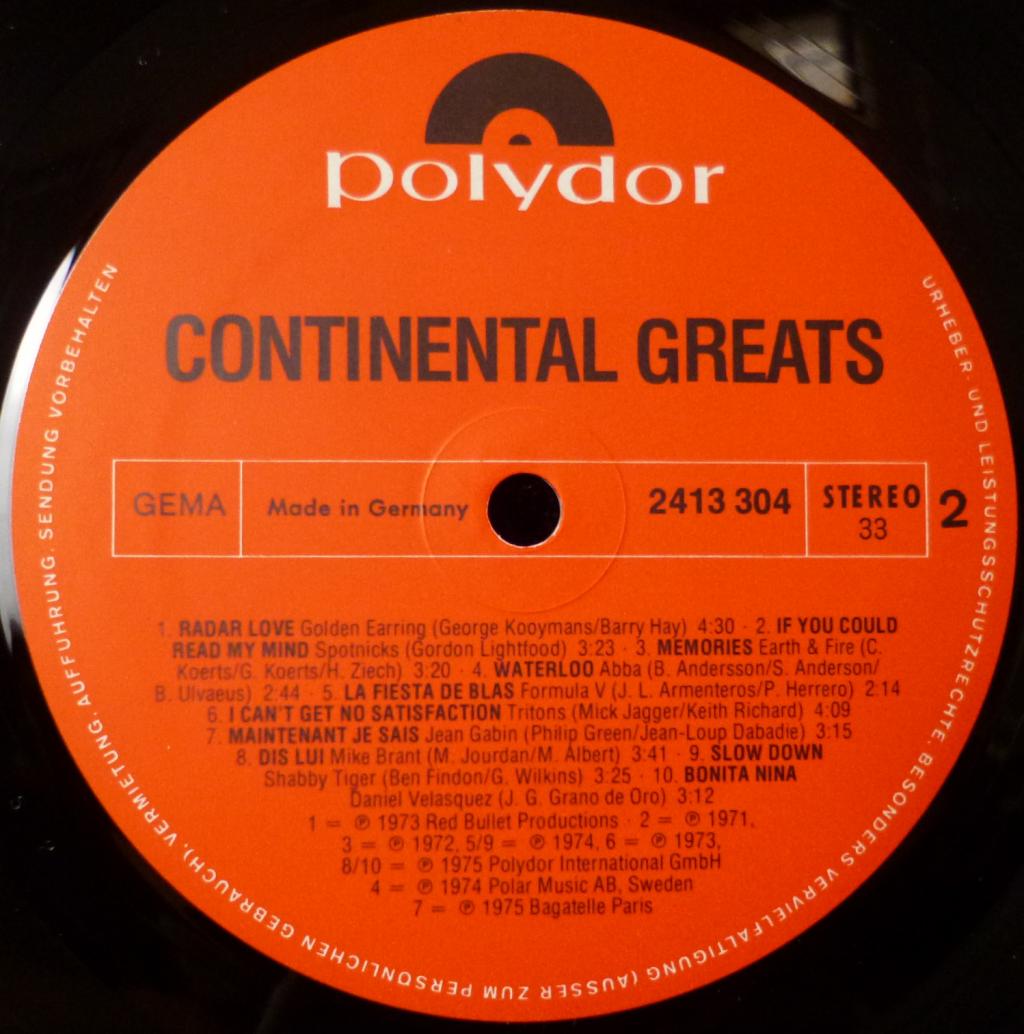 polydor
CONTINENTAL GREATS
GEMA
Made in Germany
2413 304
STEREO
33
2
1. RADAR LOVE Golden Earring (George Kooymans/Barry Hay) 4:30 · 2. IF YOU COULD
READ MY MIND Spotnicks (Gordon Lightfood) 3:23 · 3. MEMORIES Earth & Fire (C.
Koerts/G. Koerts/H. Ziech) 3:20 · 4. WATERLOO Abba (B. Andersson/S. Anderson/
B. Ulvaeus) 2:44 · 5. LA FIESTA DE BLAS Formula V (J. L. Armenteros/P. Herrero) 2:14
6. I CAN'T GET NO SATISFACTION Tritons (Mick Jagger/Keith Richard) 4:09
7. MAINTENANT JE SAIS Jean Gabin (Philip Green/Jean-Loup Dabadie) 3:15
8. DIS LUI Mike Brant (M. Jourdan/M. Albert) 3:41 · 9. SLOW DOWN
Shabby Tiger (Ben Findon/G. Wilkins) 3:25 · 10. BONITA NINA
Daniel Velasquez (J. G. Grano de Oro) 3:12
1 = ℗ 1973 Red Bullet Productions · 2 = ℗ 1971,
3 = ℗ 1972, 5/9 = ℗ 1974, 6 = ℗ 1973,
8/10 = ℗ 1975 Polydor International GmbH
4 = ℗ 1974 Polar Music AB, Sweden
7 = ℗ 1975 Bagatelle Paris
URHEBER- UND LEISTUNGSSCHUTZRECHTE, BESONDERS VERVIELFÄLTIGUNG (AUSSER ZUM PERSÖNLICHEN GEBRAUCH), VERMIETUNG, AUFFÜHRUNG, SENDUNG VORBEHALTEN